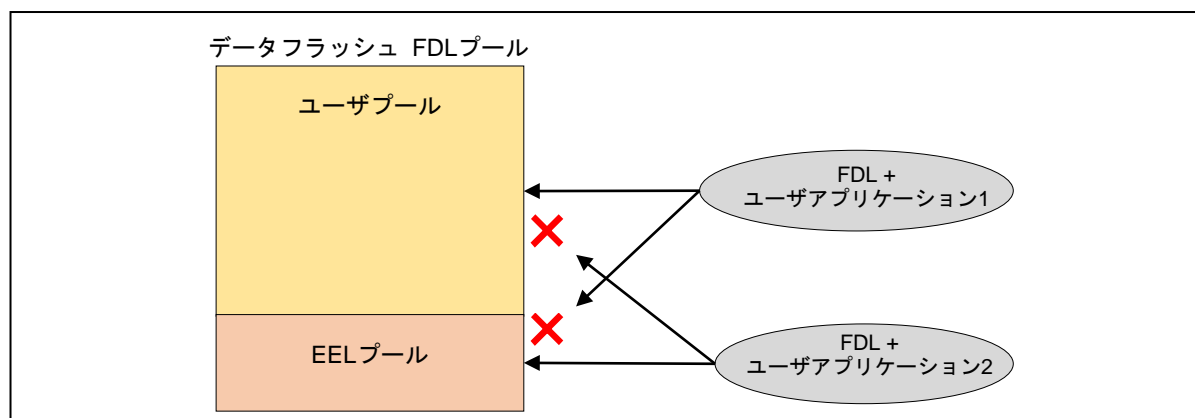 データフラッシュ FDLプール
ユーザプール
FDL +
ユーザアプリケーション1
EELプール
FDL +
ユーザアプリケーション2